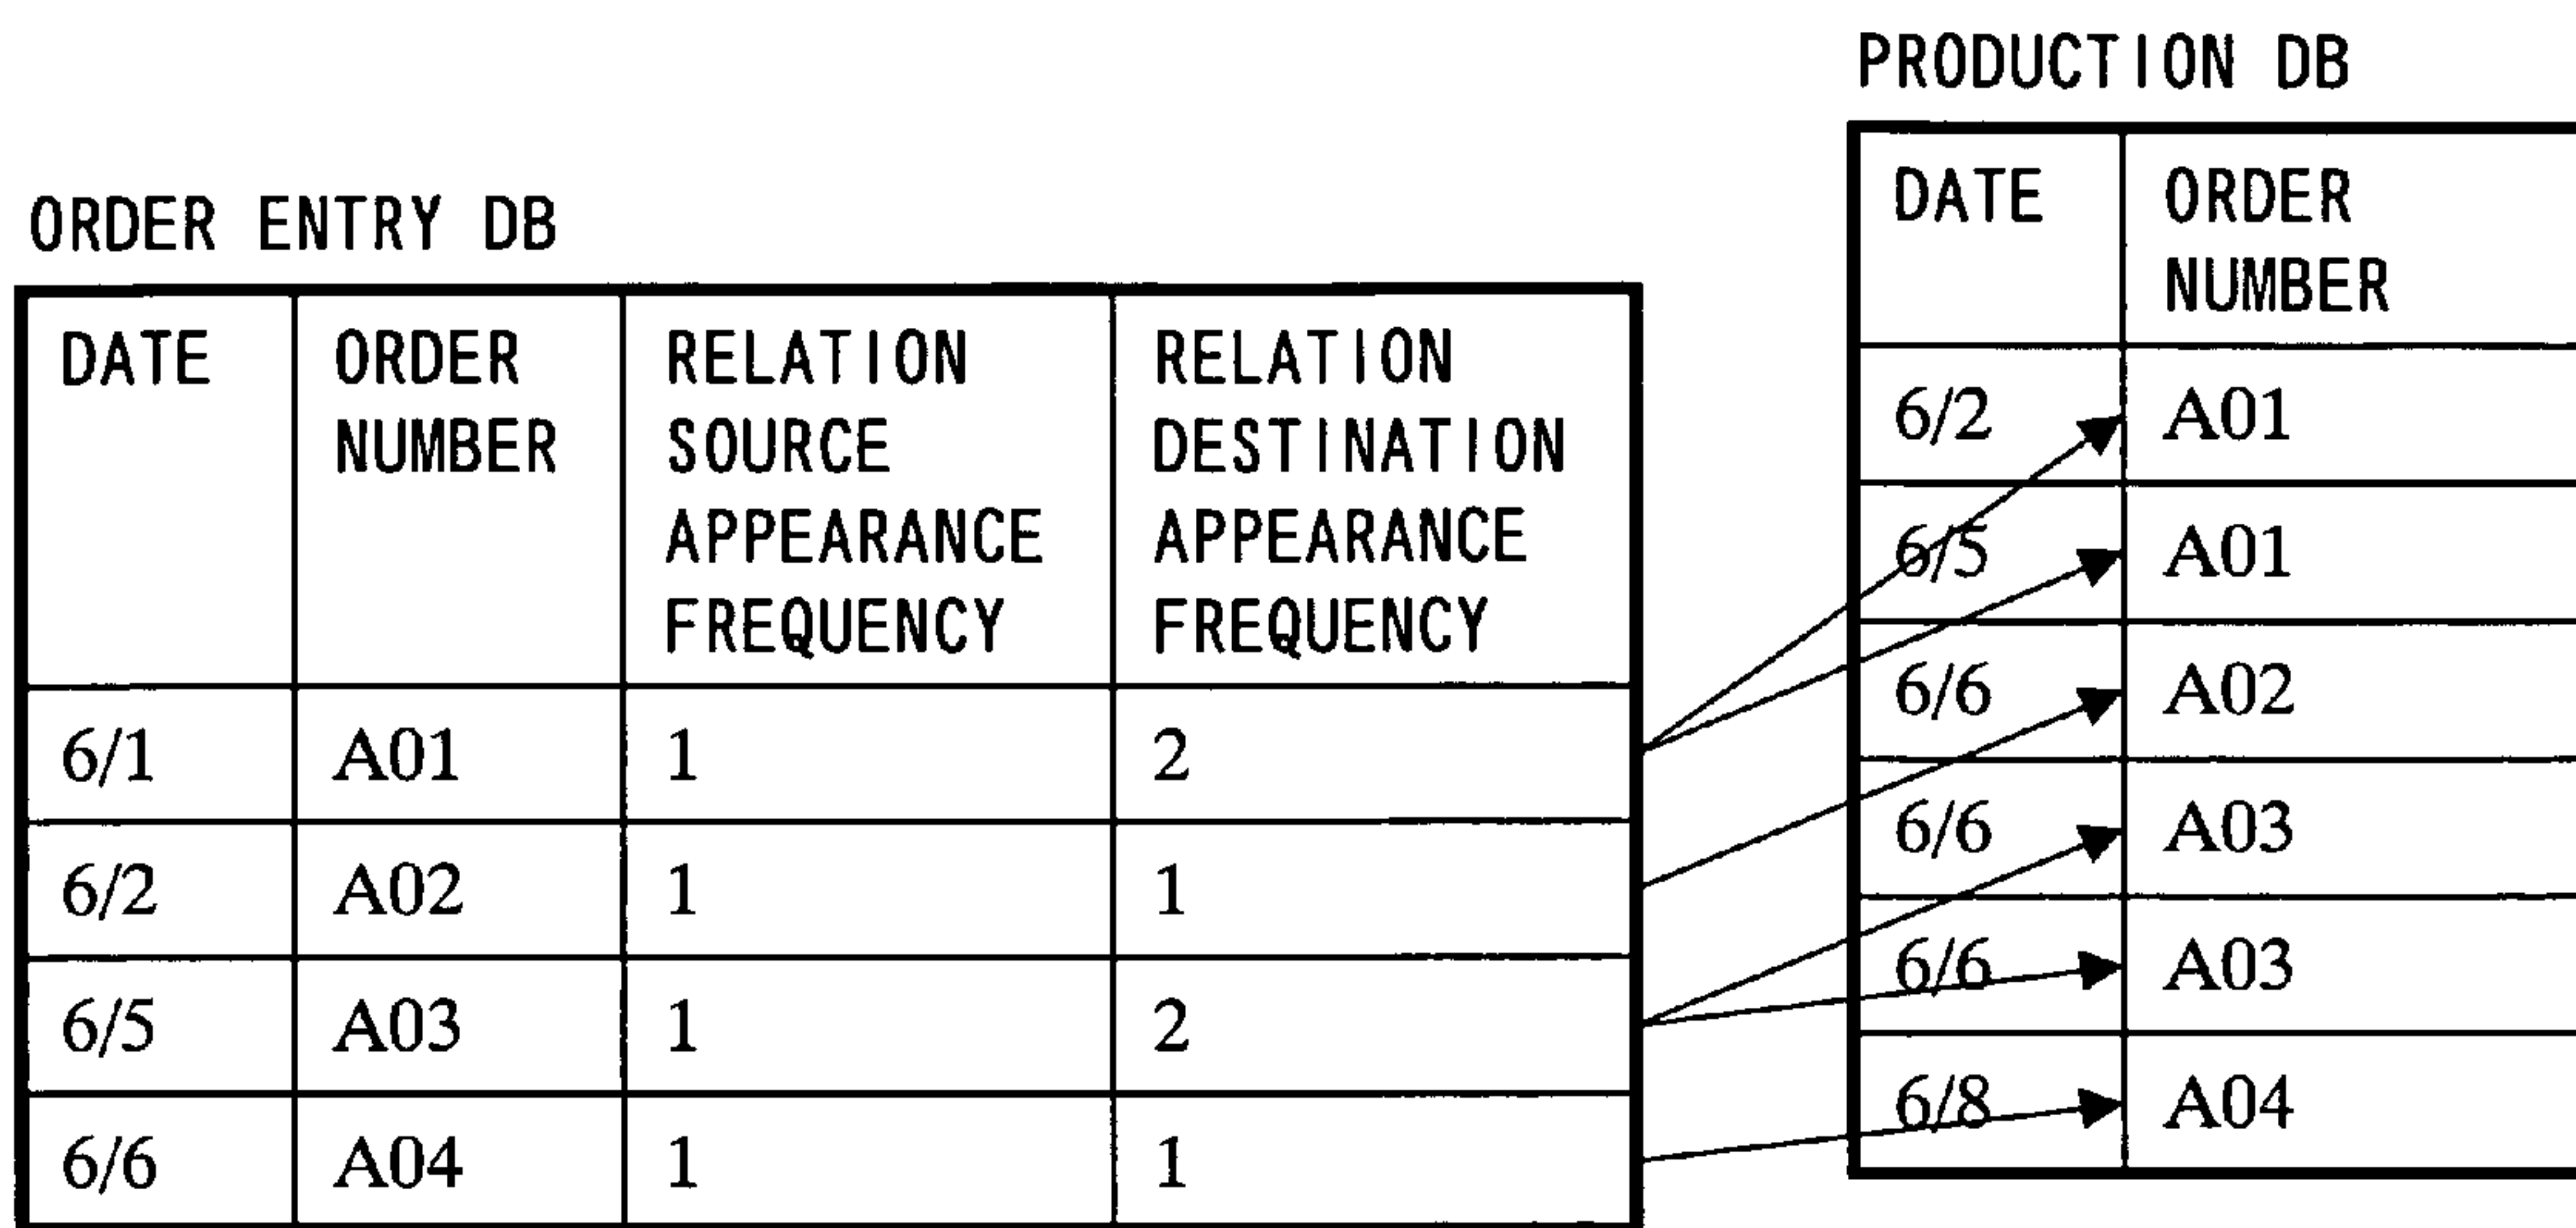 ORDER ENTRY DB
DATE ORDER NUMBER RELATION SOURCE APPEARANCE FREQUENCY RELATION DESTINATION APPEARANCE FREQUENCY
6/1 A01 1 2
6/2 A02 1 1
6/5 A03 1 2
6/6 A04 1 1
PRODUCTION DB
DATE ORDER NUMBER
6/2 A01
6/5 A01
6/6 A02
6/6 A03
6/6 A03
6/8 A04